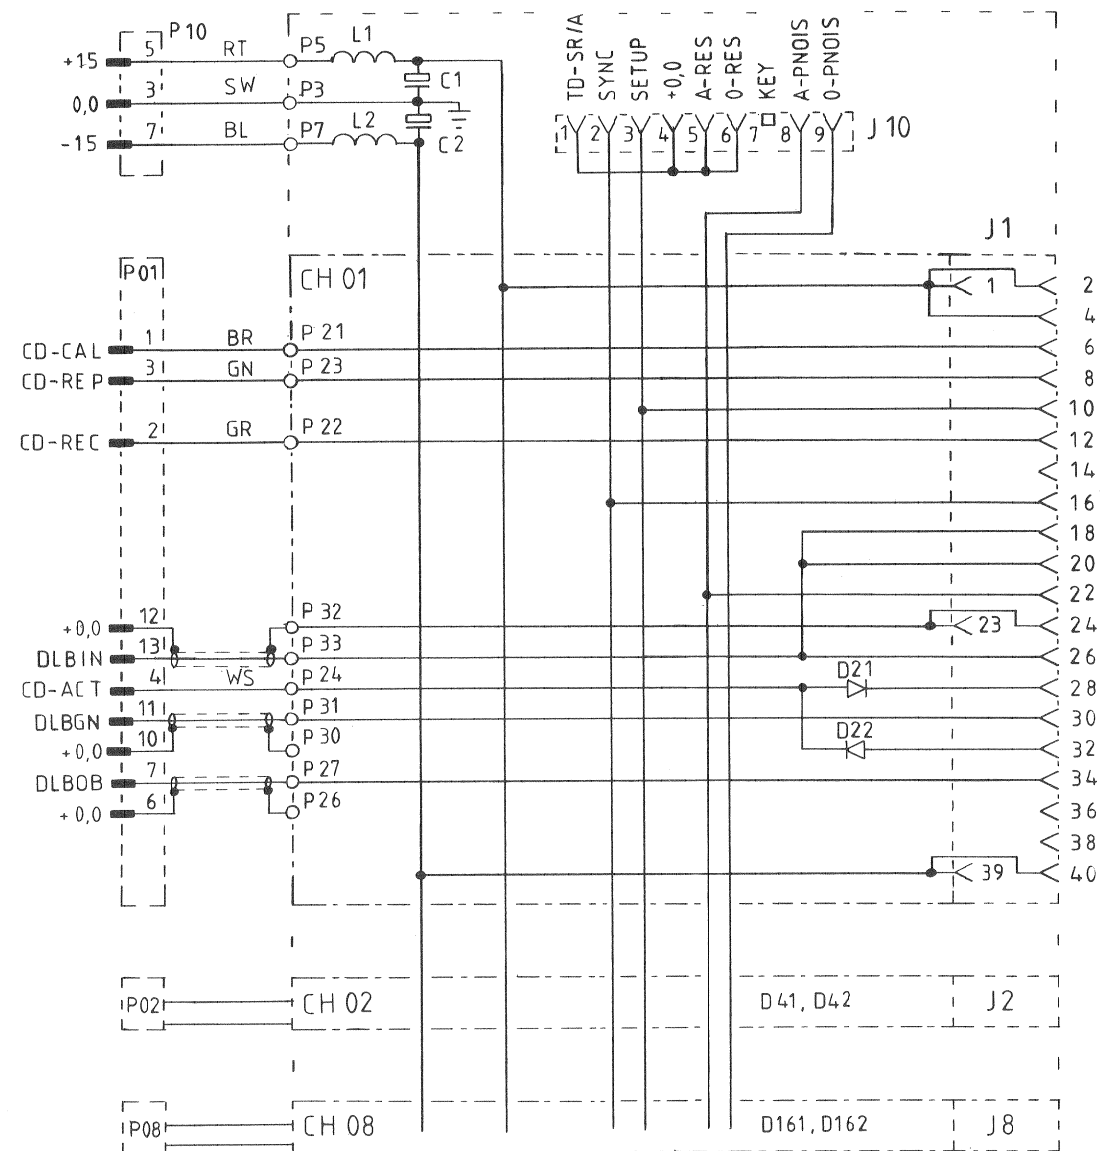 P10
+15 5 RT P5 L1
C1
0,0 3 SW P3
-15 7 BL P7 L2
C2
TD-SR/A
SYNC
SETUP
+0,0
A-RES
0-RES
KEY
A-PNOIS
0-PNOIS
1 2 3 4 5 6 7 8 9 J10
J1
P01 CH 01
1 2
4
CD-CAL 1 BR P 21 6
CD-REP 3 GN P 23 8
10
CD-REC 2 GR P 22 12
14
16
18
20
22
+0,0 12 P 32 23 24
DLBIN 13 P 33 26
CD-ACT 4 WS P 24 D21 28
DLBGN 11 P 31 30
+0,0 10 P 30 D22 32
DLBOB 7 P 27 34
+0,0 6 P26 36
38
39 40
P02 CH 02 D41, D42 J2
P08 CH 08 D161, D162 J8